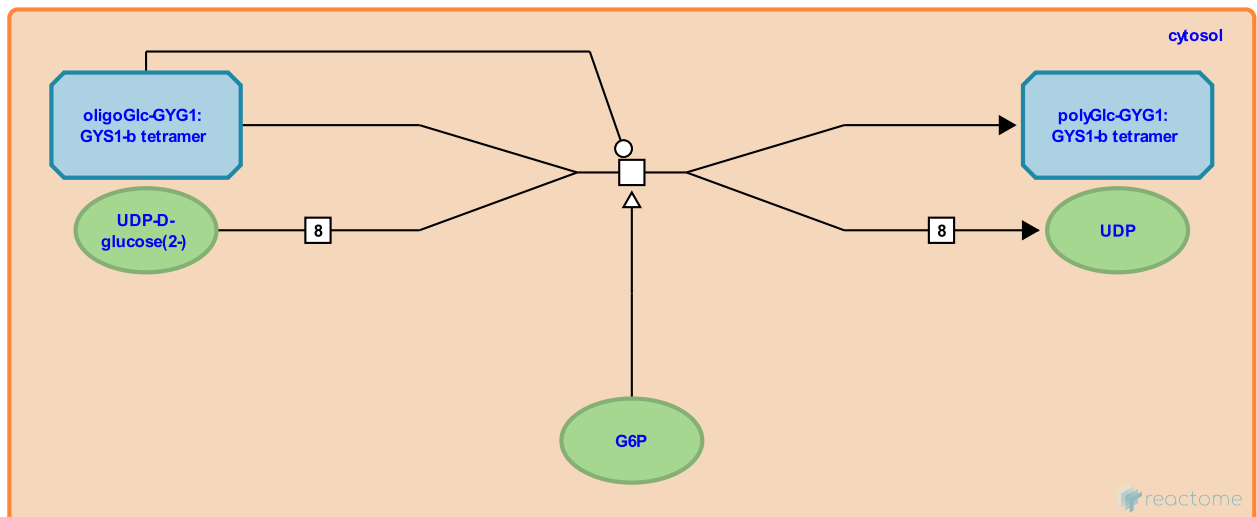 cytosol
oligoGlc-GYG1:
GYS1-b tetramer
polyGlc-GYG1:
GYS1-b tetramer
UDP-D-
glucose(2-)
8
8
UDP
G6P
reactome